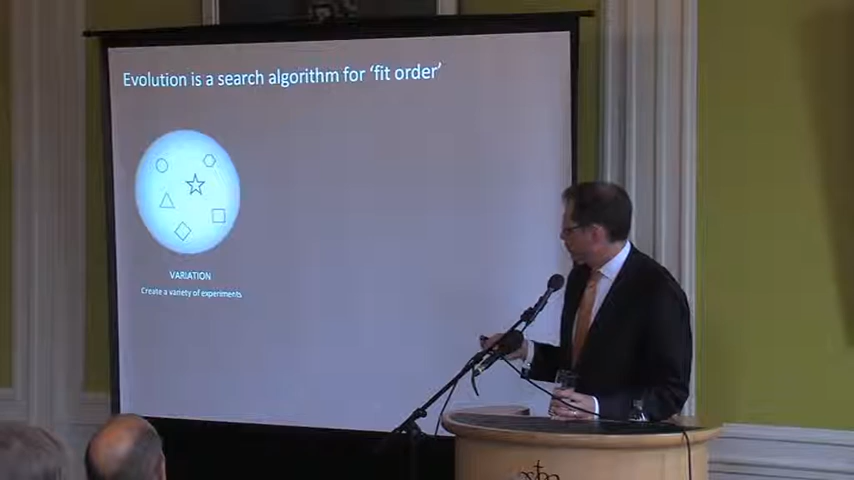 Evolution is a search algorithm for ‘fit order’
VARIATION
Create a variety of experiments